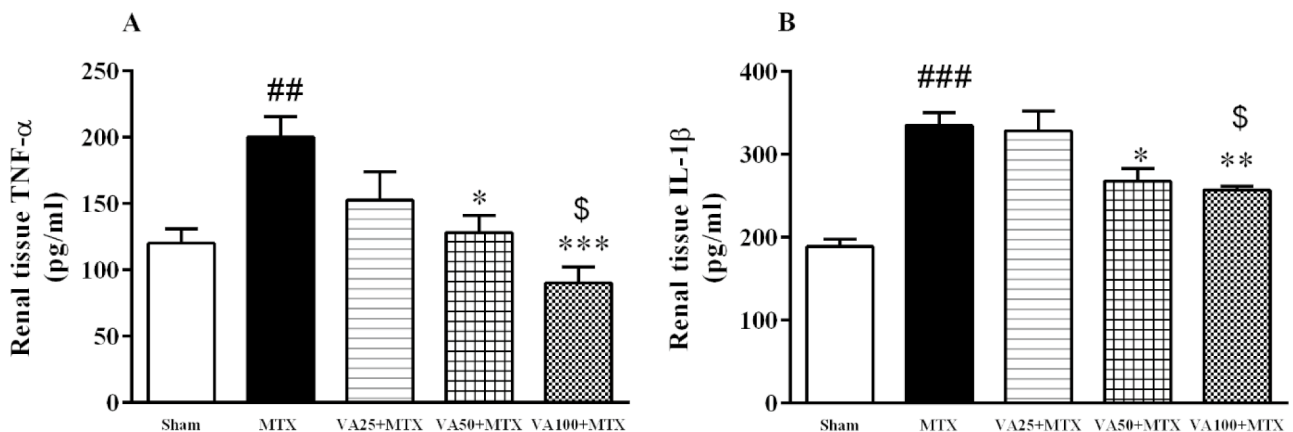 A
Renal tissue TNF-α
(pg/ml)
250
200
150
100
50
0
##
*
$
***
Sham
MTX
VA25+MTX
VA50+MTX
VA100+MTX
B
Renal tissue IL-1β
(pg/ml)
400
300
200
100
0
###
*
$
**
Sham
MTX
VA25+MTX
VA50+MTX
VA100+MTX